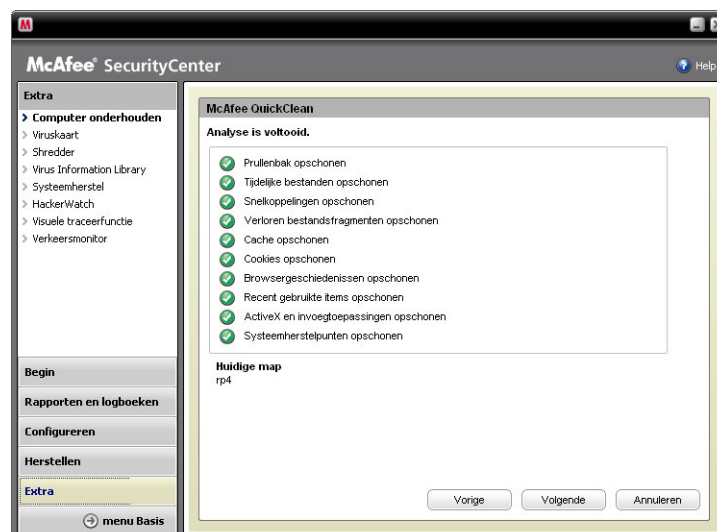 McAfee® SecurityCenter
Help
Extra
Computer onderhouden
Viruskaart
Shredder
Virus Information Library
Systeemherstel
HackerWatch
Visuele traceerfunctie
Verkeersmonitor
Begin
Rapporten en logboeken
Configureren
Herstellen
Extra
menu Basis
McAfee QuickClean
Analyse is voltooid.
Prullenbak opschonen
Tijdelijke bestanden opschonen
Snelkoppelingen opschonen
Verloren bestandsfragmenten opschonen
Cache opschonen
Cookies opschonen
Browsergeschiedenissen opschonen
Recent gebruikte items opschonen
ActiveX en invoegtoepassingen opschonen
Systeemherstelpunten opschonen
Huidige map
rp4
Vorige
Volgende
Annuleren